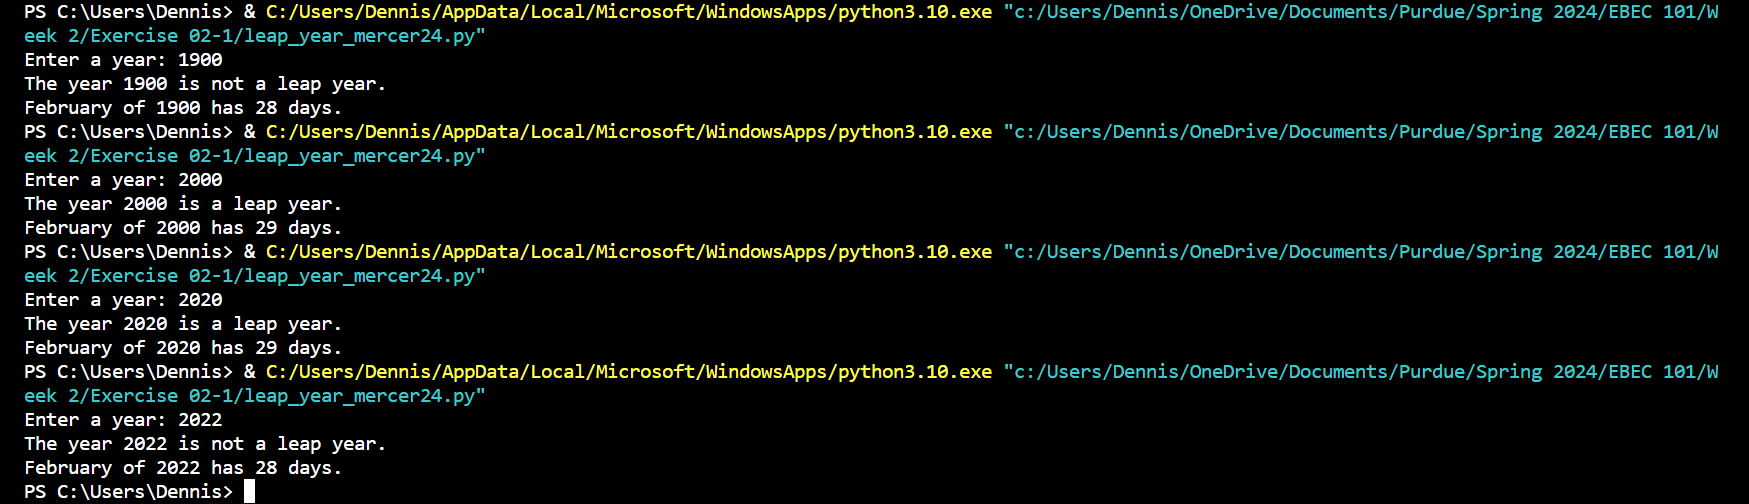 PS C:\Users\Dennis> & C:/Users/Dennis/AppData/Local/Microsoft/WindowsApps/python3.10.exe "c:/Users/Dennis/OneDrive/Documents/Purdue/Spring 2024/EBEC 101/W
eek 2/Exercise 02-1/leap_year_mercer24.py"
Enter a year: 1900
The year 1900 is not a leap year.
February of 1900 has 28 days.
PS C:\Users\Dennis> & C:/Users/Dennis/AppData/Local/Microsoft/WindowsApps/python3.10.exe "c:/Users/Dennis/OneDrive/Documents/Purdue/Spring 2024/EBEC 101/W
eek 2/Exercise 02-1/leap_year_mercer24.py"
Enter a year: 2000
The year 2000 is a leap year.
February of 2000 has 29 days.
PS C:\Users\Dennis> & C:/Users/Dennis/AppData/Local/Microsoft/WindowsApps/python3.10.exe "c:/Users/Dennis/OneDrive/Documents/Purdue/Spring 2024/EBEC 101/W
eek 2/Exercise 02-1/leap_year_mercer24.py"
Enter a year: 2020
The year 2020 is a leap year.
February of 2020 has 29 days.
PS C:\Users\Dennis> & C:/Users/Dennis/AppData/Local/Microsoft/WindowsApps/python3.10.exe "c:/Users/Dennis/OneDrive/Documents/Purdue/Spring 2024/EBEC 101/W
eek 2/Exercise 02-1/leap_year_mercer24.py"
Enter a year: 2022
The year 2022 is not a leap year.
February of 2022 has 28 days.
PS C:\Users\Dennis>